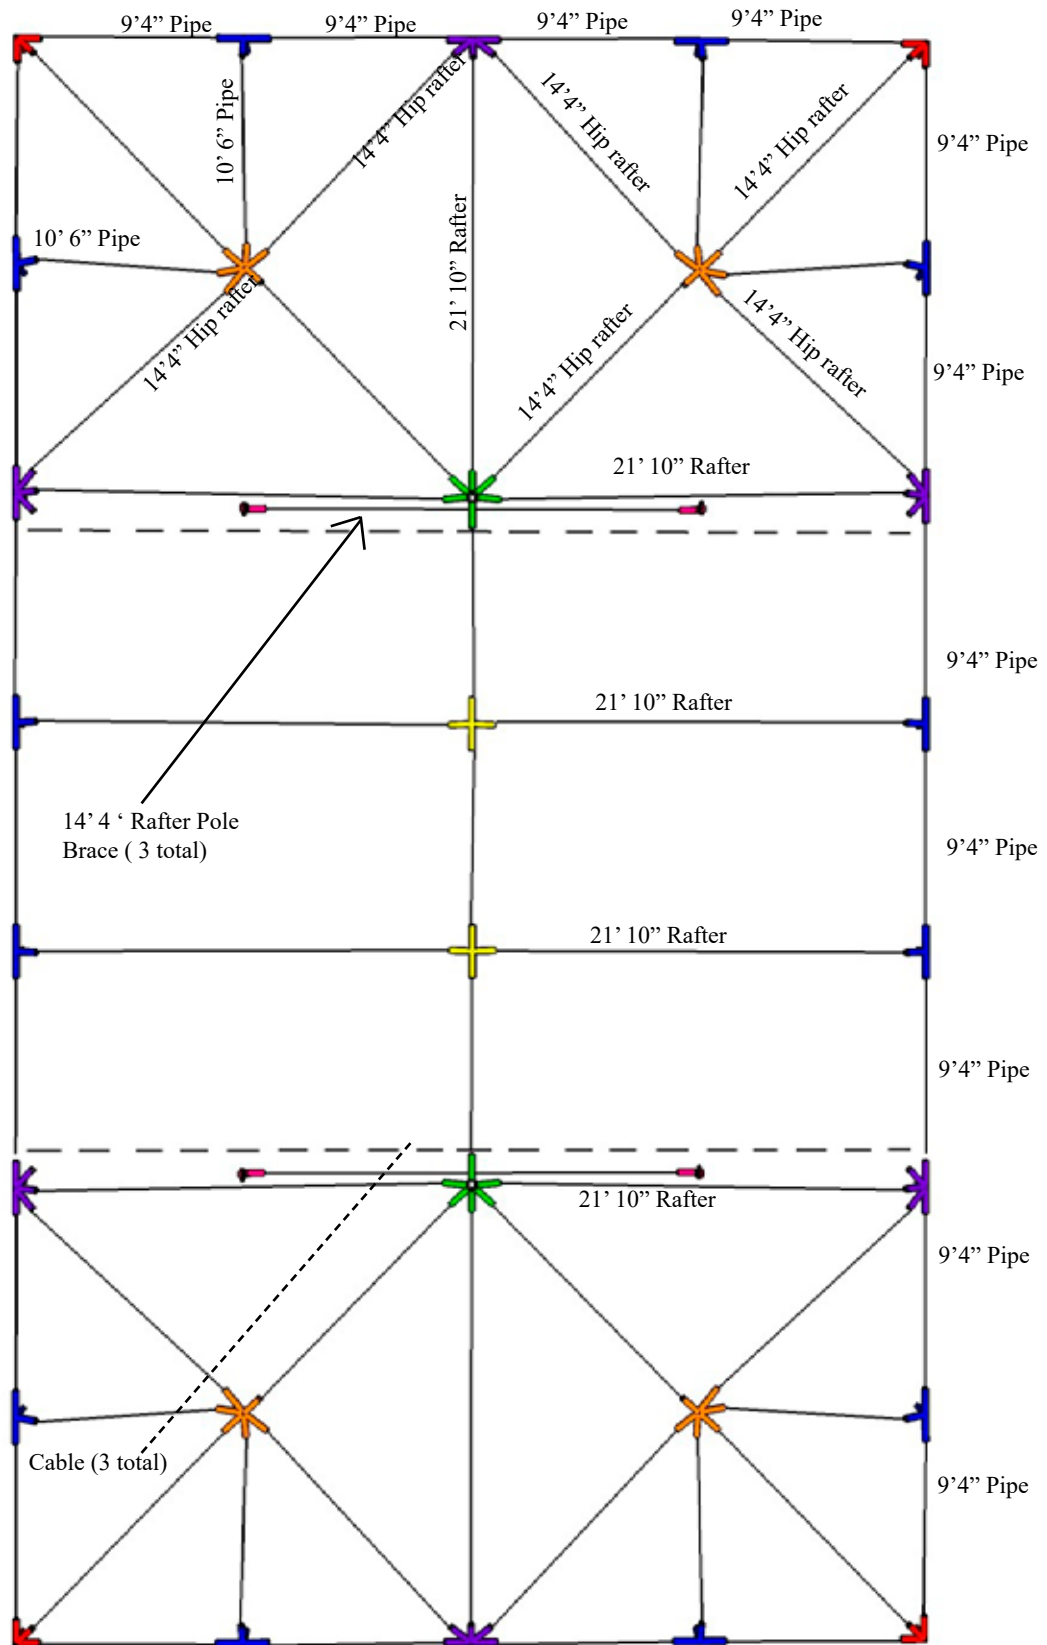 9’4” Pipe
9’4” Pipe
9’4” Pipe
9’4” Pipe
10’ 6” Pipe
14’4” Hip rafter
14’4” Hip rafter
14’4” Hip rafter
9’4” Pipe
10’ 6” Pipe
21’ 10” Rafter
14’4” Hip rafter
14’4” Hip rafter
14’4” Hip rafter
9’4” Pipe
21’ 10” Rafter
9’4” Pipe
21’ 10” Rafter
14’ 4 ‘ Rafter Pole
Brace ( 3 total)
9’4” Pipe
21’ 10” Rafter
9’4” Pipe
21’ 10” Rafter
9’4” Pipe
Cable (3 total)
9’4” Pipe